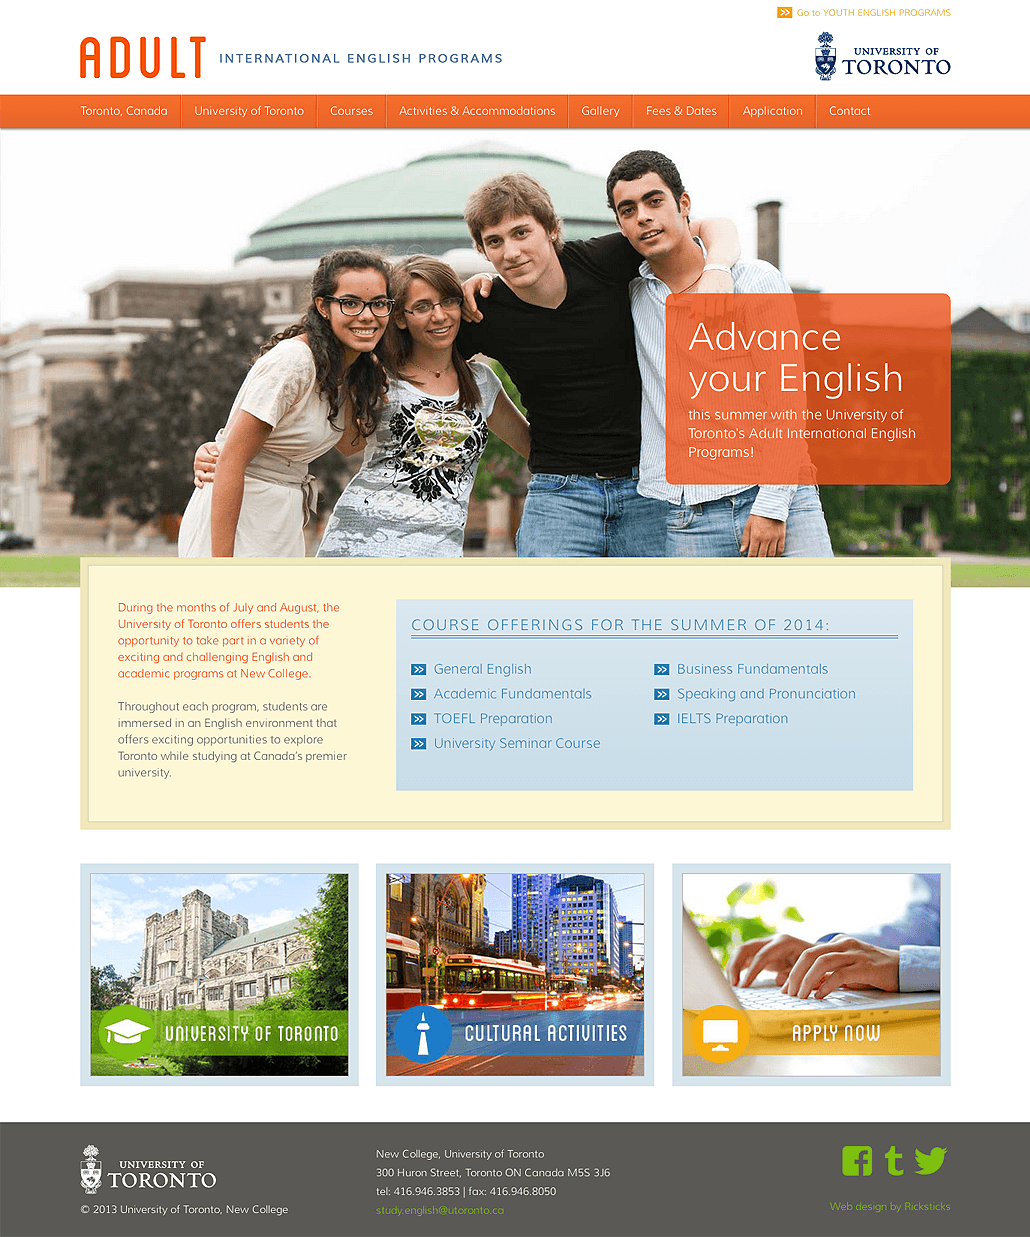 Go to YOUTH ENGLISH PROGRAMS
ADULT INTERNATIONAL ENGLISH PROGRAMS
UNIVERSITY OF
TORONTO
Toronto, Canada University of Toronto Courses Activities & Accommodations Gallery Fees & Dates Application Contact
Advance
your English
this summer with the University of
Toronto's Adult International English
Programs!
During the months of July and August, the
University of Toronto offers students the
opportunity to take part in a variety of
exciting and challenging English and
academic programs at New College.
Throughout each program, students are
immersed in an English environment that
offers exciting opportunities to explore
Toronto while studying at Canada's premier
university.
COURSE OFFERINGS FOR THE SUMMER OF 2014:
General English
Academic Fundamentals
TOEFL Preparation
University Seminar Course
Business Fundamentals
Speaking and Pronunciation
IELTS Preparation
UNIVERSITY OF TORONTO
CULTURAL ACTIVITIES
APPLY NOW
UNIVERSITY OF
TORONTO
© 2013 University of Toronto, New College
New College, University of Toronto
300 Huron Street, Toronto ON Canada M5S 3J6
tel: 416.946.3853 | fax: 416.946.8050
study.english@utoronto.ca
Web design by Ricksticks